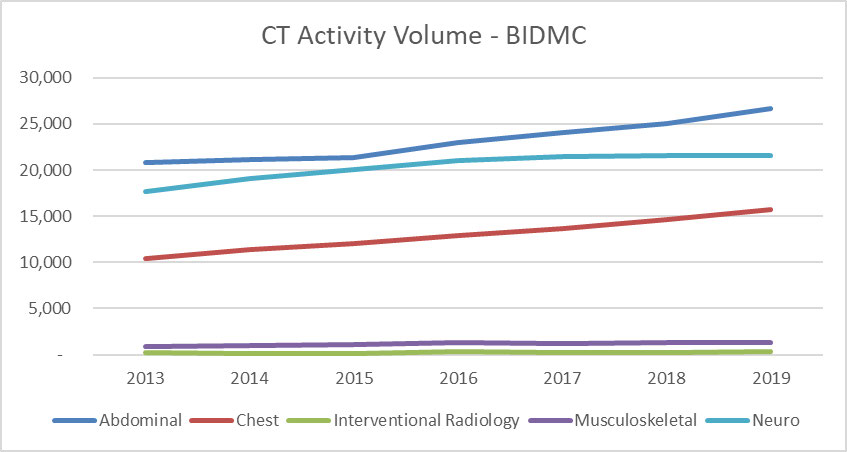 CT Activity Volume - BIDMC
30,000
25,000
20,000
15,000
10,000
5,000
-
2013 2014 2015 2016 2017 2018 2019
Abdominal Chest Interventional Radiology Musculoskeletal Neuro